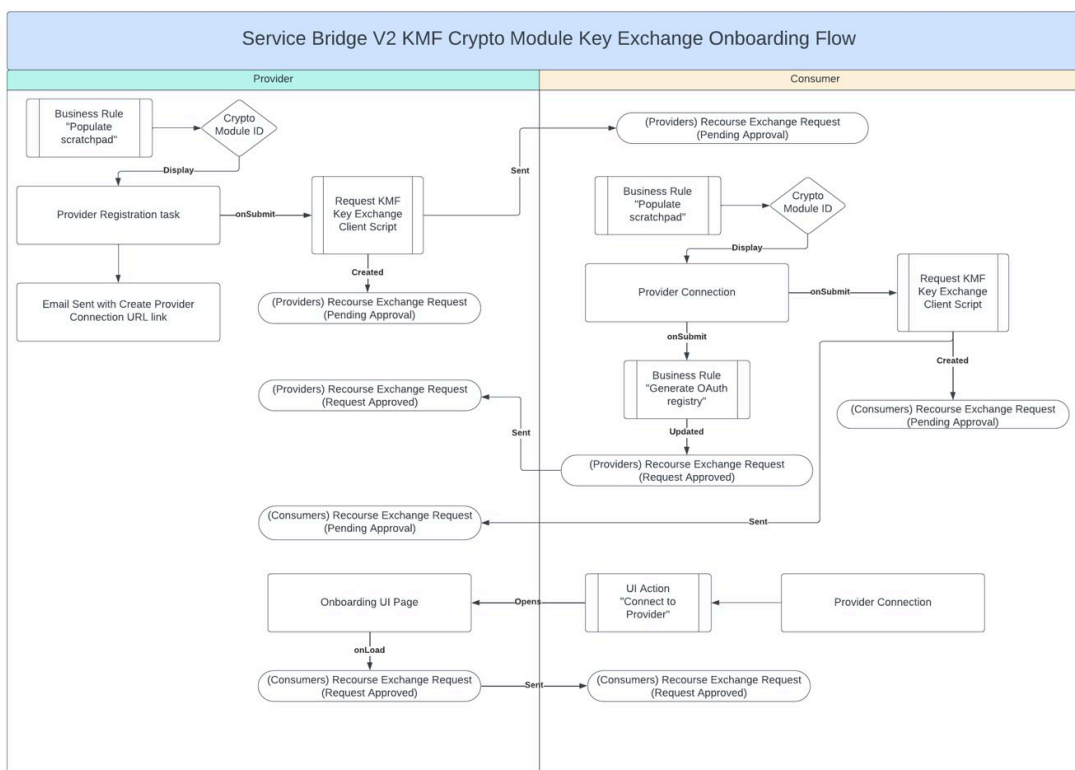 Service Bridge V2 KMF Crypto Module Key Exchange Onboarding Flow
Provider
Consumer
Business Rule
"Populate
scratchpad"
Crypto
Module ID
Display
Provider Registration task
onSubmit
Request KMF
Key Exchange
Client Script
Sent
(Providers) Recourse Exchange Request
(Pending Approval)
Created
(Providers) Recourse Exchange Request
(Pending Approval)
Email Sent with Create Provider
Connection URL link
Business Rule
"Populate
scratchpad"
Crypto
Module ID
Display
Provider Connection
onSubmit
Request KMF
Key Exchange
Client Script
onSubmit
Created
Business Rule
"Generate OAuth
registry"
(Consumers) Recourse Exchange Request
(Pending Approval)
Updated
(Providers) Recourse Exchange Request
(Request Approved)
Sent
(Providers) Recourse Exchange Request
(Request Approved)
(Consumers) Recourse Exchange Request
(Pending Approval)
Sent
Onboarding UI Page
Opens
UI Action
"Connect to
Provider"
Provider Connection
onLoad
(Consumers) Recourse Exchange Request
(Request Approved)
Sent
(Consumers) Recourse Exchange Request
(Request Approved)